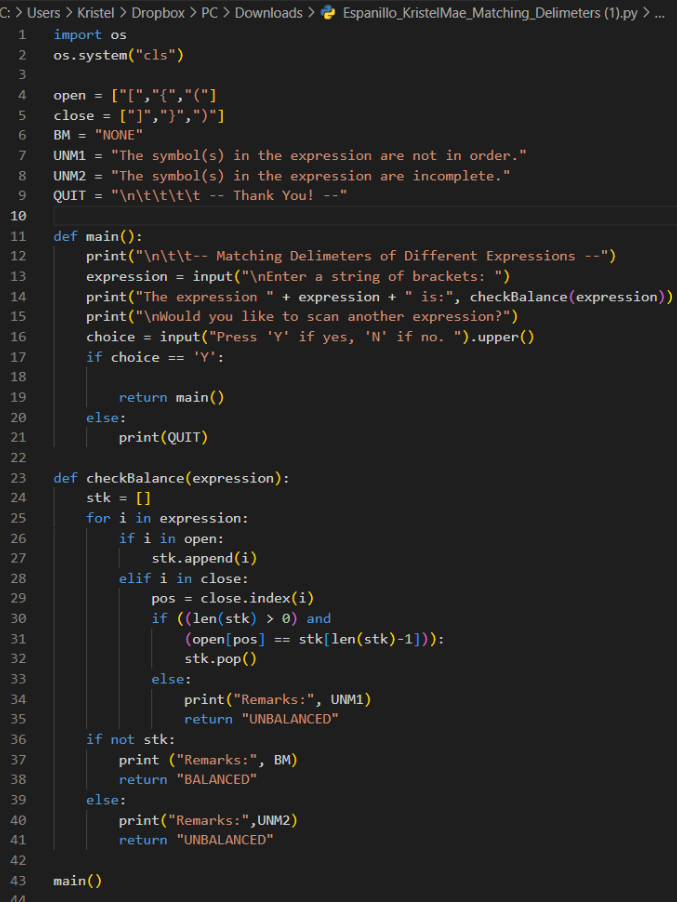 C: > Users > Kristel > Dropbox > PC > Downloads > Espanillo_KristelMae_Matching_Delimeters (1).py > ...
1 import os
2 os.system("cls")
3
4 open = ["[","{","("]
5 close = ["]","}",")"]
6 BM = "NONE"
7 UNM1 = "The symbol(s) in the expression are not in order."
8 UNM2 = "The symbol(s) in the expression are incomplete."
9 QUIT = "\n\t\t\t\t -- Thank You! --"
10
11 def main():
12     print("\n\t\t-- Matching Delimeters of Different Expressions --")
13     expression = input("\nEnter a string of brackets: ")
14     print("The expression " + expression + " is:", checkBalance(expression))
15     print("\nWould you like to scan another expression?")
16     choice = input("Press 'Y' if yes, 'N' if no. ").upper()
17     if choice == 'Y':
18
19         return main()
20     else:
21         print(QUIT)
22
23 def checkBalance(expression):
24     stk = []
25     for i in expression:
26         if i in open:
27             stk.append(i)
28         elif i in close:
29             pos = close.index(i)
30             if ((len(stk) > 0) and
31                 (open[pos] == stk[len(stk)-1])):
32                 stk.pop()
33             else:
34                 print("Remarks:", UNM1)
35                 return "UNBALANCED"
36     if not stk:
37         print ("Remarks:", BM)
38         return "BALANCED"
39     else:
40         print("Remarks:",UNM2)
41         return "UNBALANCED"
42
43 main()
44